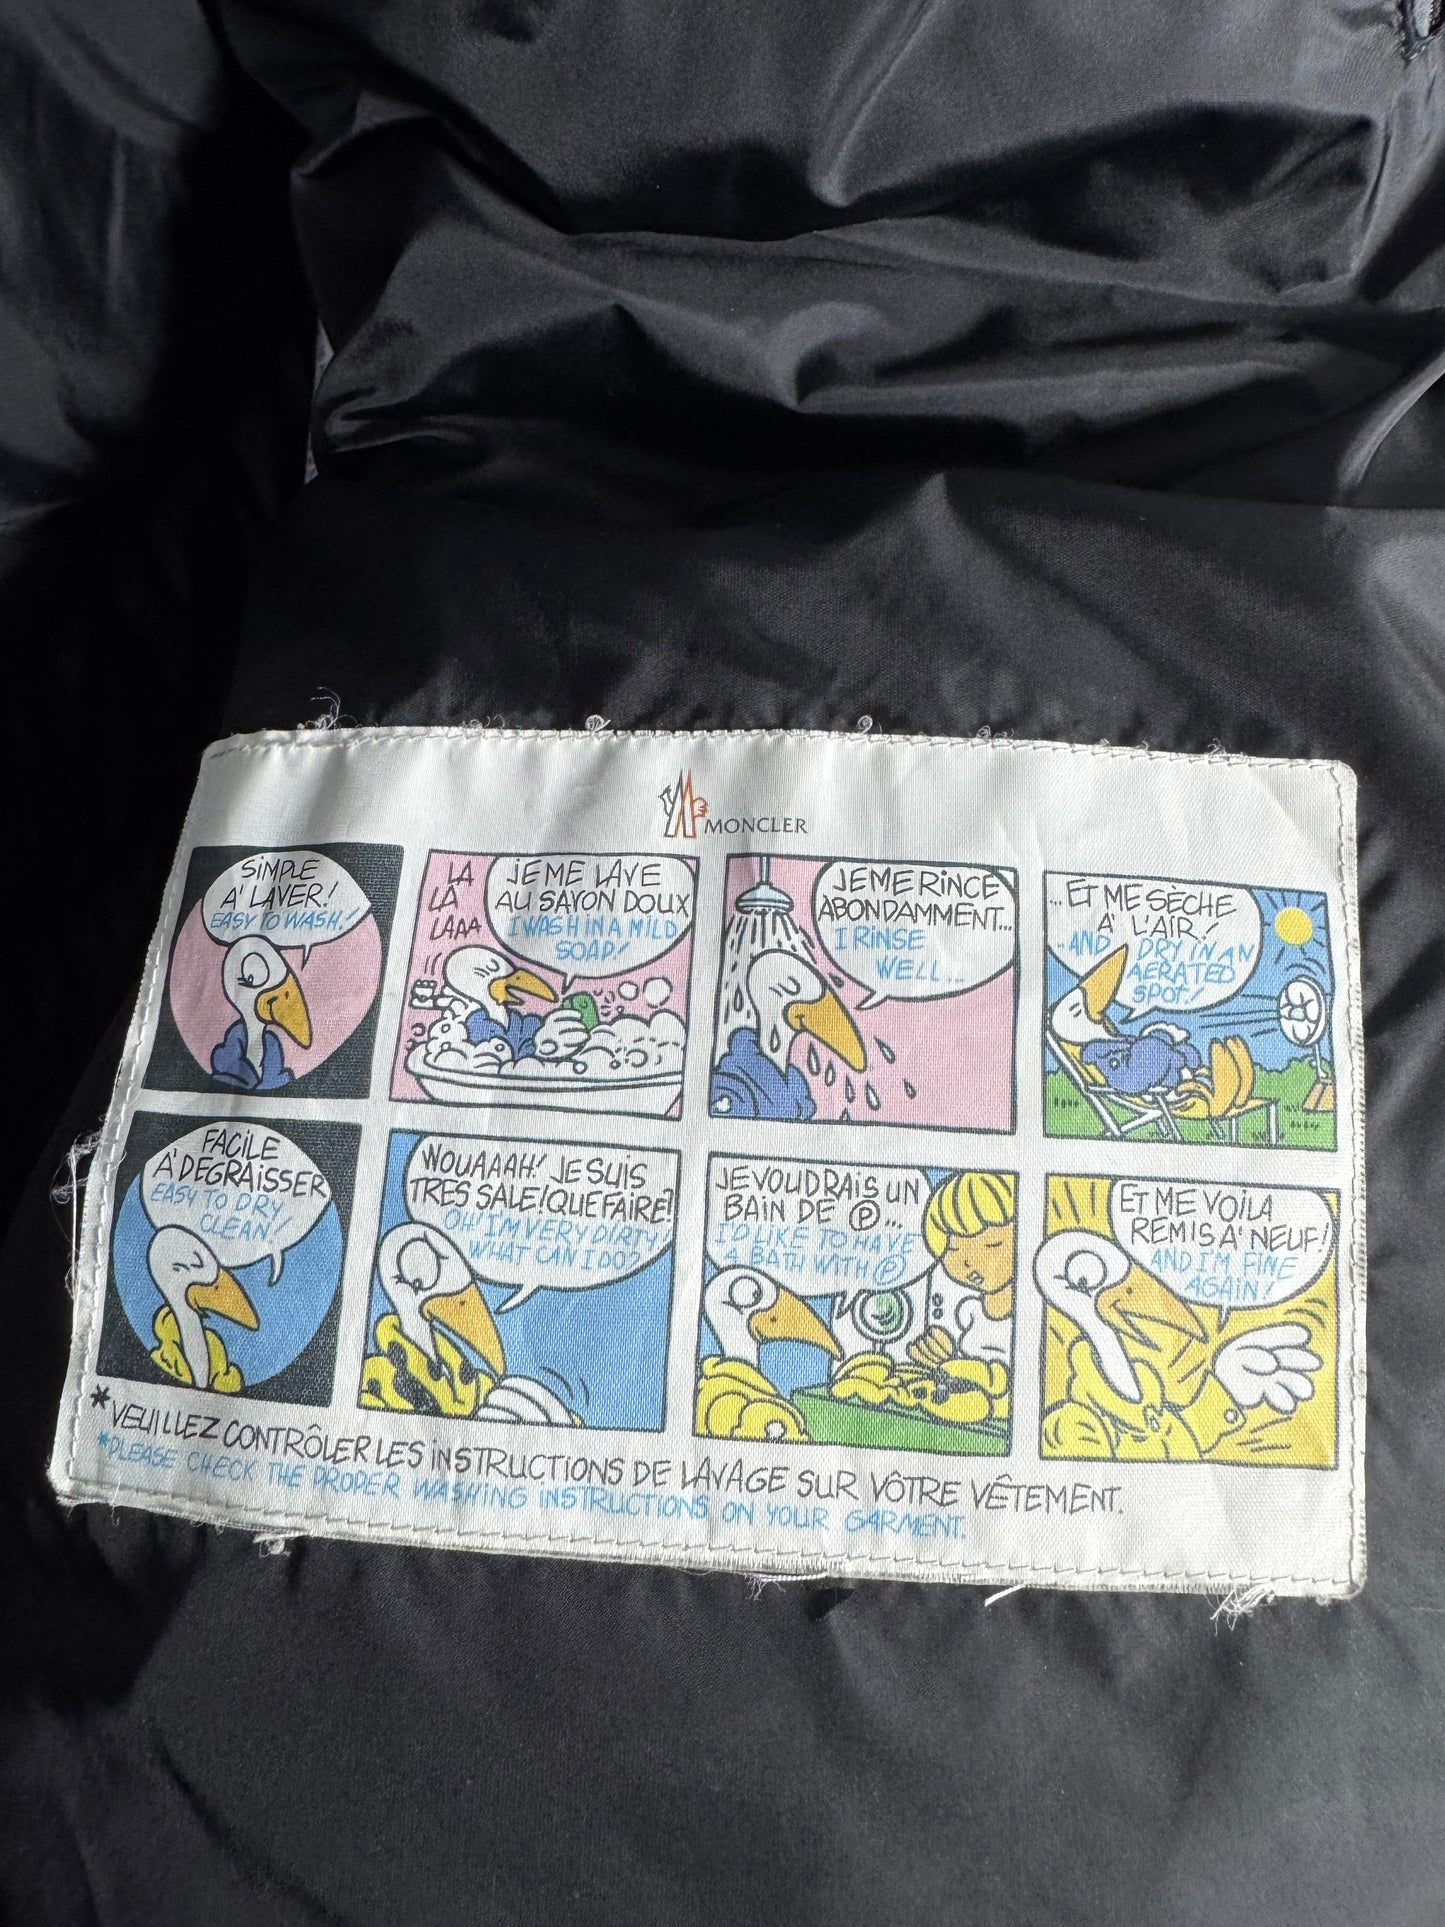 MONCLER
SiMPLE
A' LAVER!
EASY TO WASH!
LA
LA
LAAA
JE ME LAVE
AU SAVON DOUX
I WASH IN A MILD
SOAP!
JE ME RINCE
ABONDAMMENT...
I RINSE
WELL...
...ET ME SÈCHE
A' L'AIR!
..AND DRY IN AN
AERATED
SPOT!
FACILE
A' DEGRAISSER
EASY TO DRY
CLEAN!
WOUAAAH! JE SUIS
TRES SALE! QUE FAIRE?
OH! I'M VERY DIRTY
WHAT CAN I DO?
JE VOUDRAIS UN
BAIN DE Ⓟ...
I'D LIKE TO HAVE
A BATH WITH Ⓟ
ET ME VOILA
REMIS A' NEUF!
AND I'M FINE
AGAIN!
*VEUILLEZ CONTRÔLER LES iNSTRUCTIONS DE LAVAGE SUR VÔTRE VÊTEMENT.
*PLEASE CHECK THE PROPER WASHING INSTRUCTIONS ON YOUR GARMENT.